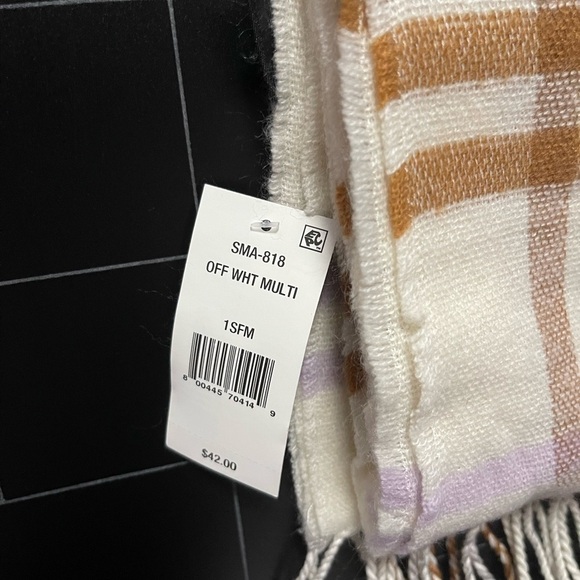 SMA-818
OFF WHT MULTI
1SFM
8 00445 70414 9
$42.00